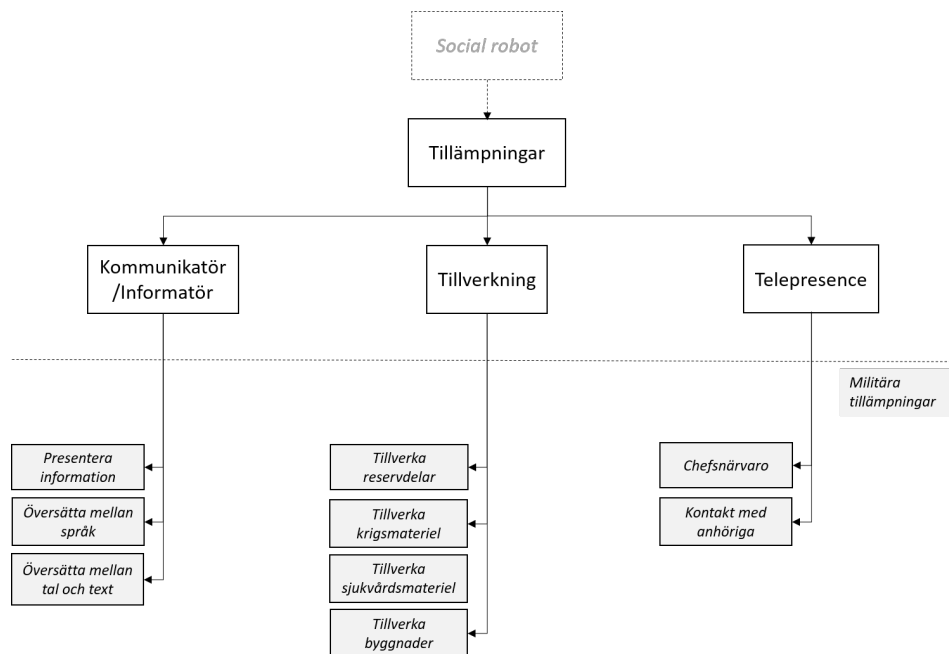 Social robot
Tillämpningar
Kommunikatör
/Informatör
Tillverkning
Telepresence
Militära
tillämpningar
Presentera
information
Översätta mellan
språk
Översätta mellan
tal och text
Tillverka
reservdelar
Tillverka
krigsmateriel
Tillverka
sjukvårdsmateriel
Tillverka
byggnader
Chefsnärvaro
Kontakt med
anhöriga